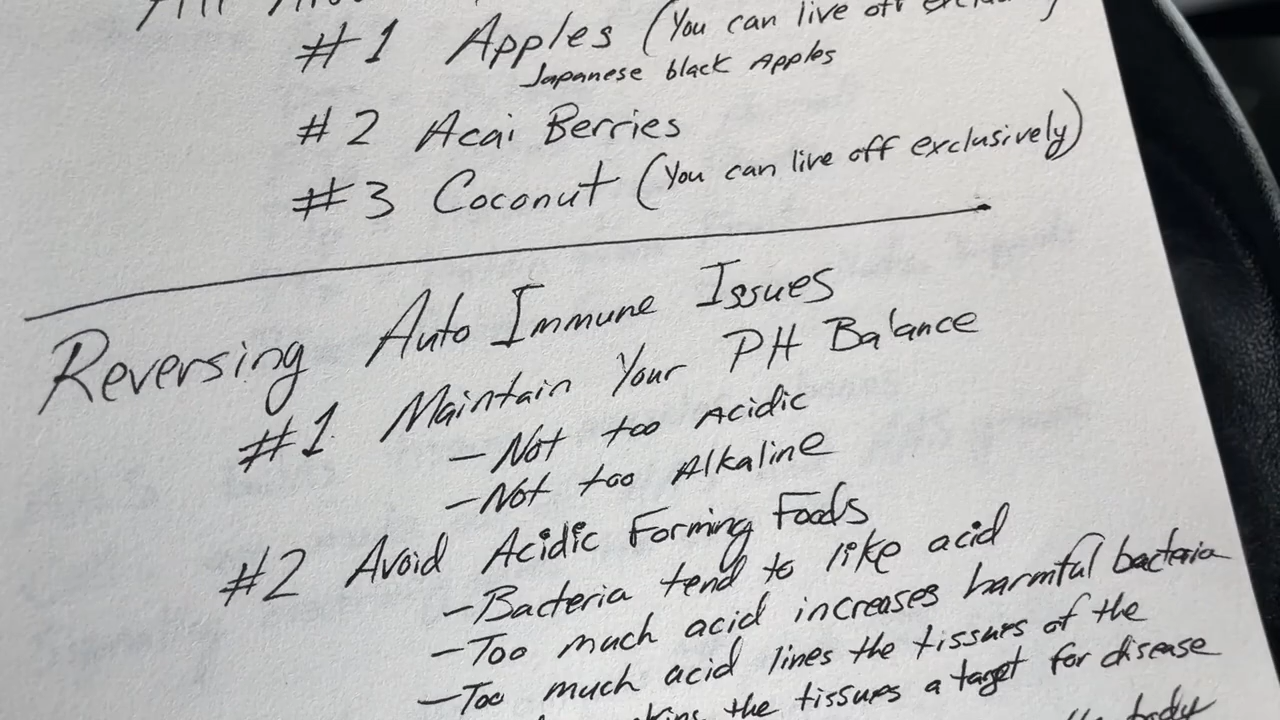 #1 Apples (You can live off
Japanese black Apples
#2 Acai Berries
#3 Coconut (You can live off exclusively)
Reversing Auto Immune Issues
#1 Maintain Your PH Balance
- Not too Acidic
- Not too Alkaline
#2 Avoid Acidic Forming Foods
- Bacteria tend to like acid
- Too much acid increases harmful bacteria
- Too much acid lines the tissues of the
the tissues a target for disease
body